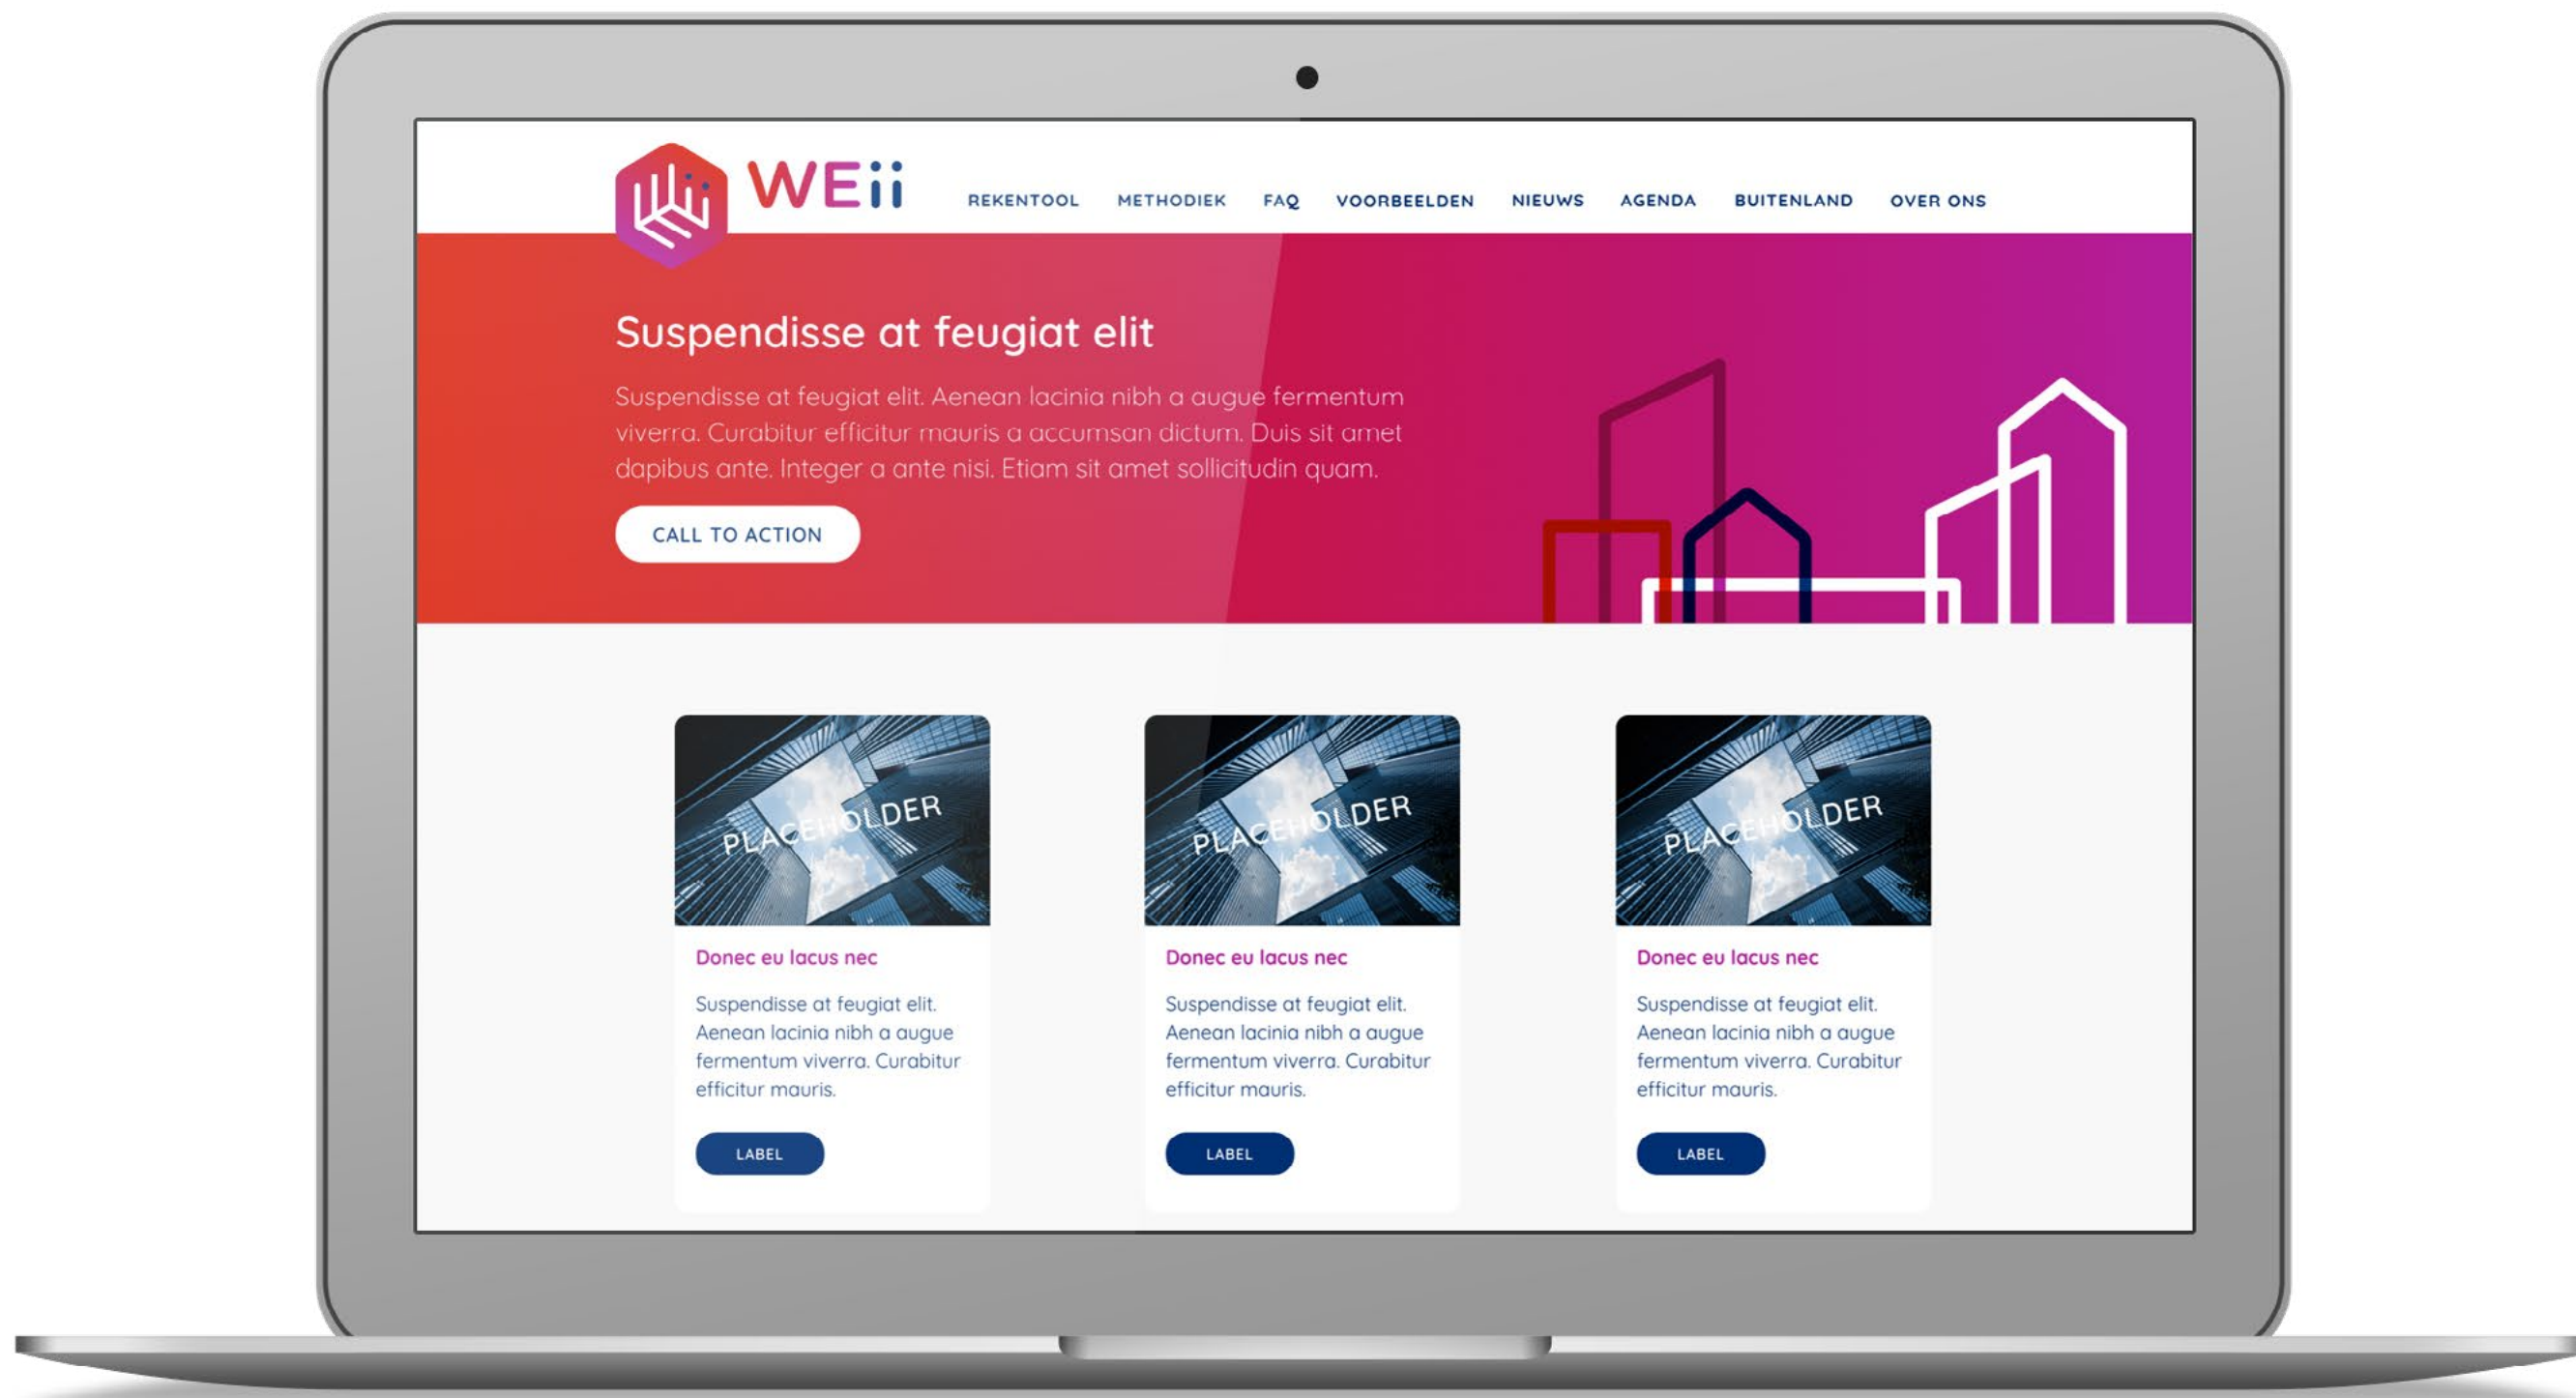 WEii
REKENTOOL METHODIEK FAQ VOORBEELDEN NIEUWS AGENDA BUITENLAND OVER ONS
Suspendisse at feugiat elit
Suspendisse at feugiat elit. Aenean lacinia nibh a augue fermentum
viverra. Curabitur efficitur mauris a accumsan dictum. Duis sit amet
dapibus ante. Integer a ante nisi. Etiam sit amet sollicitudin quam.
CALL TO ACTION
PLACEHOLDER
Donec eu lacus nec
Suspendisse at feugiat elit.
Aenean lacinia nibh a augue
fermentum viverra. Curabitur
efficitur mauris.
LABEL
PLACEHOLDER
Donec eu lacus nec
Suspendisse at feugiat elit.
Aenean lacinia nibh a augue
fermentum viverra. Curabitur
efficitur mauris.
LABEL
PLACEHOLDER
Donec eu lacus nec
Suspendisse at feugiat elit.
Aenean lacinia nibh a augue
fermentum viverra. Curabitur
efficitur mauris.
LABEL